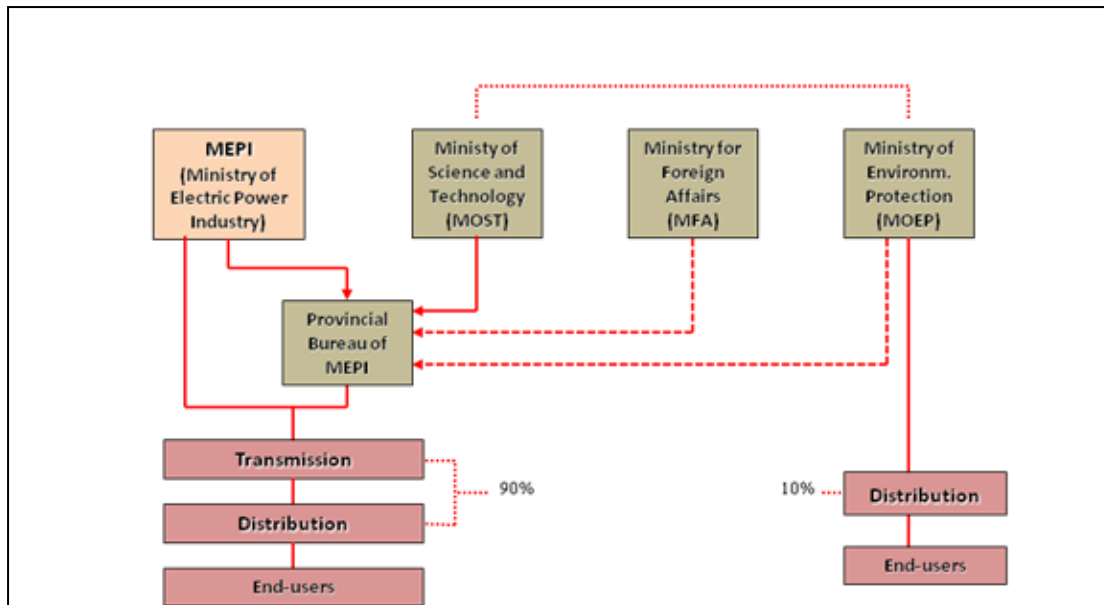 MEPI
(Ministry of
Electric Power
Industry)
Ministy of
Science and
Technology
(MOST)
Ministry for
Foreign
Affairs
(MFA)
Ministry of
Environm.
Protection
(MOEP)
Provincial
Bureau of
MEPI
Transmission
90%
10%
Distribution
Distribution
End-users
End-users